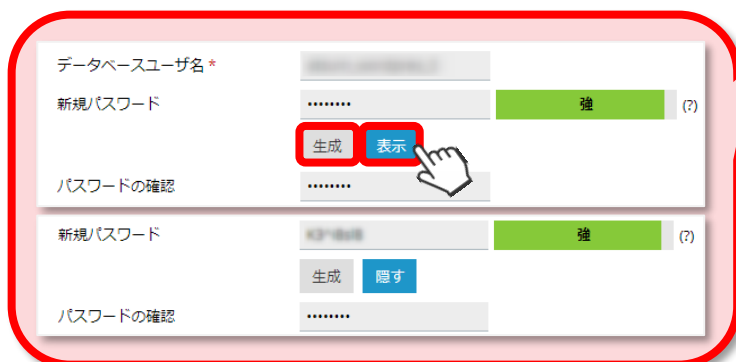 データベースユーザ名 *
新規パスワード ········ 強 (?)
生成 表示
パスワードの確認 ········
新規パスワード 強 (?)
生成 隠す
パスワードの確認 ········